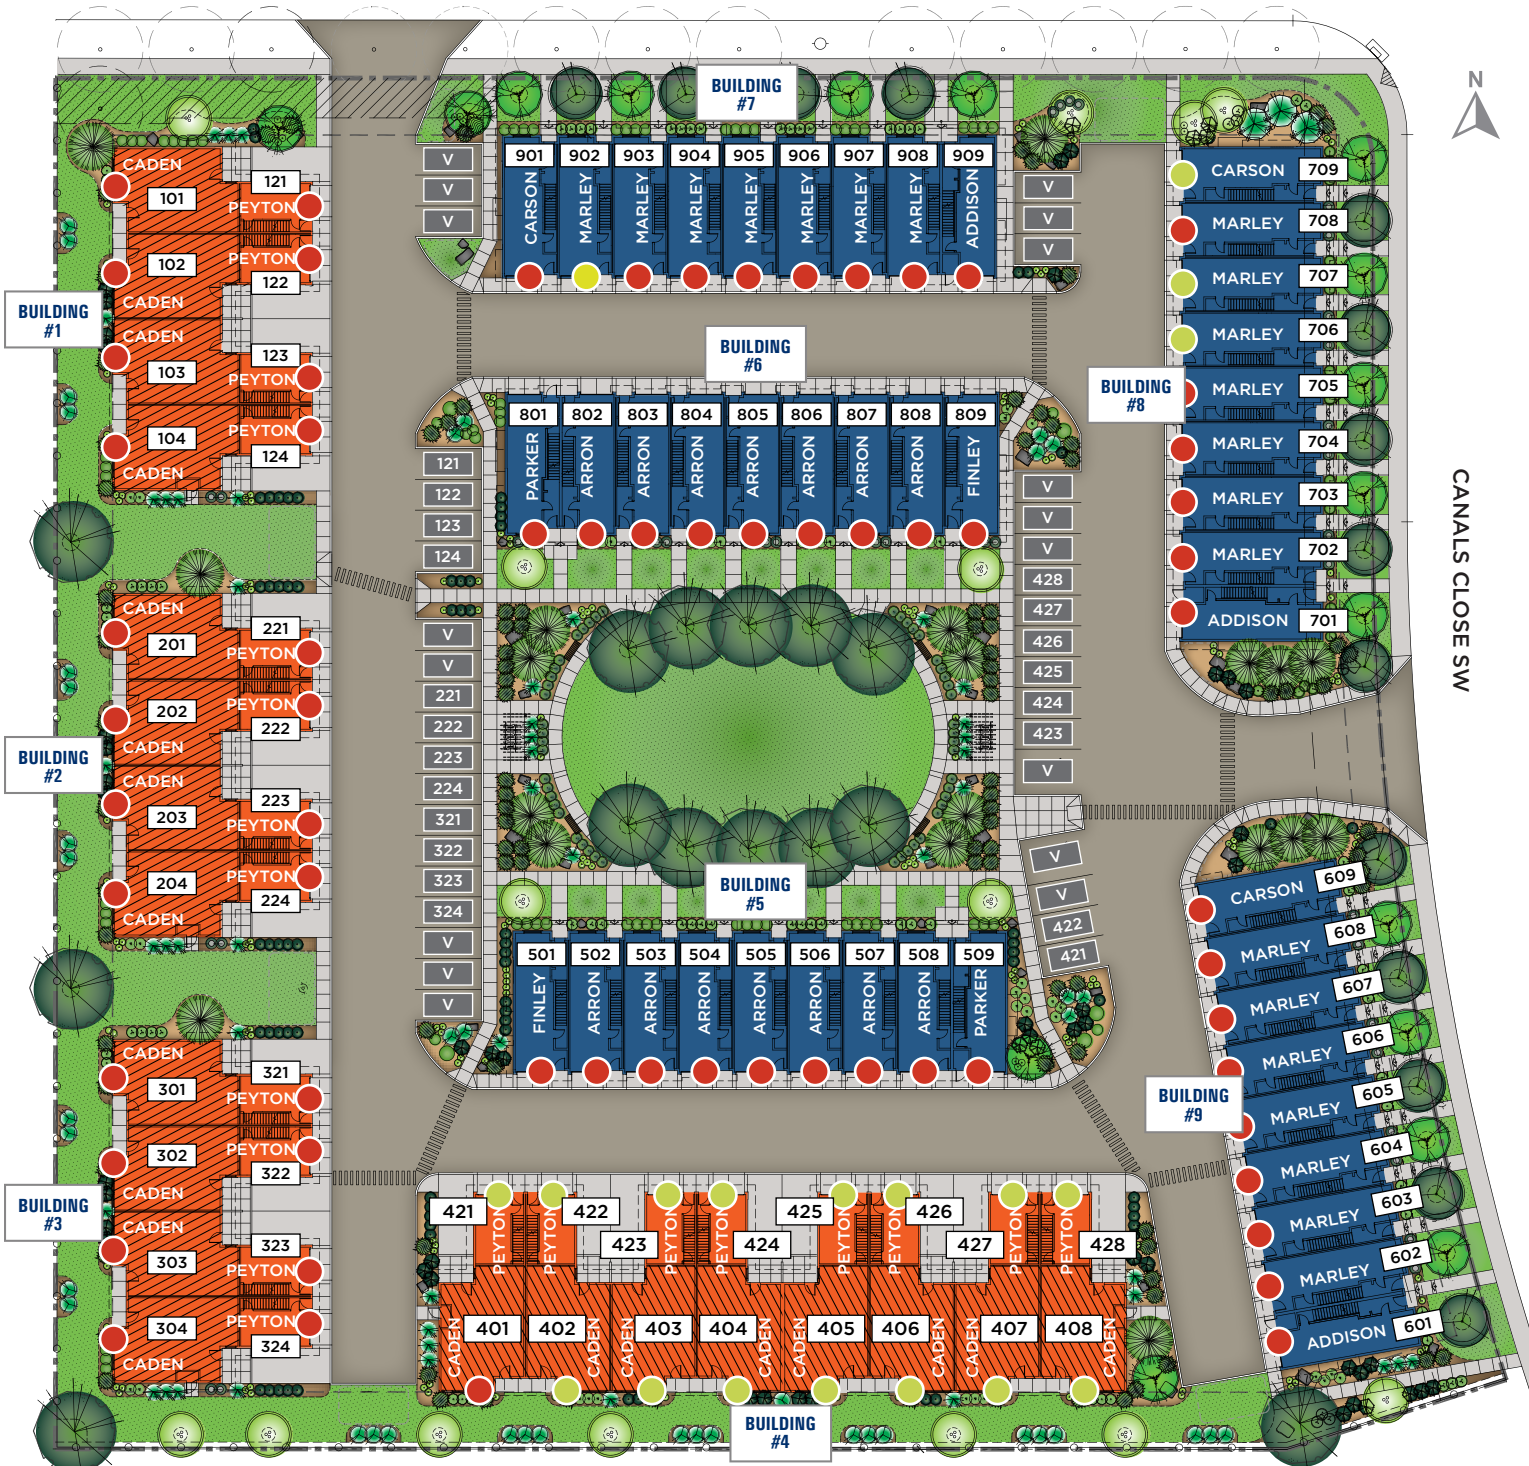 BUILDING
#7
N
V
V
V
901
902
903
904
905
906
907
908
909
CARSON
MARLEY
MARLEY
MARLEY
MARLEY
MARLEY
MARLEY
MARLEY
ADDISON
V
V
V
CARSON 709
MARLEY 708
MARLEY 707
MARLEY 706
MARLEY 705
MARLEY 704
MARLEY 703
MARLEY 702
ADDISON 701
BUILDING
#8
CANALS CLOSE SW
CADEN
101
121
PEYTON
102
CADEN
PEYTON
122
BUILDING
#1
CADEN
103
123
PEYTON
104
CADEN
PEYTON
124
BUILDING
#6
801
802
803
804
805
806
807
808
809
PARKER
ARRON
ARRON
ARRON
ARRON
ARRON
ARRON
ARRON
FINLEY
121
122
123
124
V
V
221
222
223
224
321
322
323
324
V
V
V
V
V
V
428
427
426
425
424
423
V
V
V
422
421
CADEN
201
221
PEYTON
202
CADEN
PEYTON
222
BUILDING
#2
CADEN
203
223
PEYTON
204
CADEN
PEYTON
224
BUILDING
#5
501
502
503
504
505
506
507
508
509
FINLEY
ARRON
ARRON
ARRON
ARRON
ARRON
ARRON
ARRON
PARKER
CARSON 609
MARLEY 608
MARLEY 607
MARLEY 606
MARLEY 605
MARLEY 604
MARLEY 603
MARLEY 602
ADDISON 601
BUILDING
#9
CADEN
301
321
PEYTON
302
CADEN
PEYTON
322
BUILDING
#3
CADEN
303
323
PEYTON
304
CADEN
PEYTON
324
421
PEYTON
PEYTON
422
423
PEYTON
PEYTON
424
425
PEYTON
PEYTON
426
427
PEYTON
PEYTON
428
CADEN
401
402
CADEN
CADEN
403
404
CADEN
CADEN
405
406
CADEN
CADEN
407
408
CADEN
BUILDING
#4